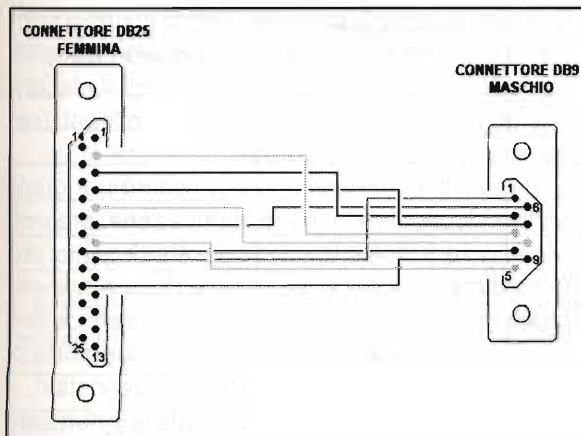 CONNETTORE DB25
FEMMINA
CONNETTORE DB9
MASCHIO
14
1
25
13
1
6
9
5